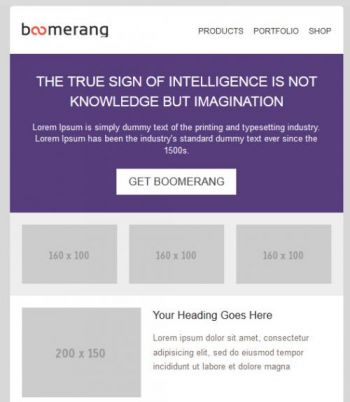 boomerang
PRODUCTS PORTFOLIO SHOP
THE TRUE SIGN OF INTELLIGENCE IS NOT
KNOWLEDGE BUT IMAGINATION
Lorem Ipsum is simply dummy text of the printing and typesetting industry.
Lorem Ipsum has been the industry's standard dummy text ever since the
1500s.
GET BOOMERANG
160 x 100
160 x 100
160 x 100
200 x 150
Your Heading Goes Here
Lorem ipsum dolor sit amet, consectetur
adipisicing elit, sed do eiusmod tempor
incididunt ut labore et dolore magna